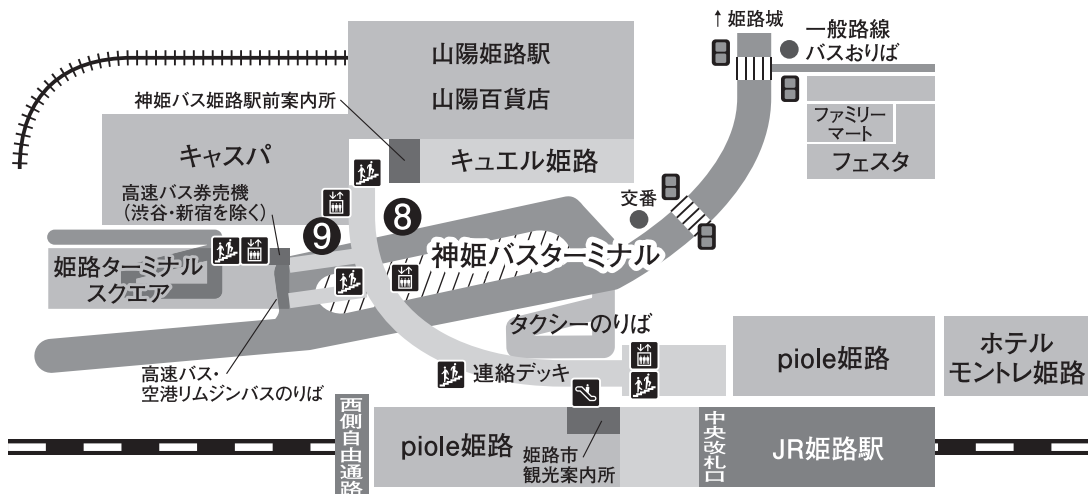 ↑姫路城
一般路線
バスおりば
山陽姫路駅
山陽百貨店
神姫バス姫路駅前案内所
ファミリー
マート
フェスタ
キャスパ
キュエル姫路
高速バス券売機
（渋谷・新宿を除く）
交番
9
8
神姫バスターミナル
姫路ターミナル
スクエア
タクシーのりば
piole姫路
ホテル
モントレ姫路
高速バス・
空港リムジンバスのりば
連絡デッキ
西側自由通路
piole姫路
姫路市
観光案内所
中央改札口
JR姫路駅